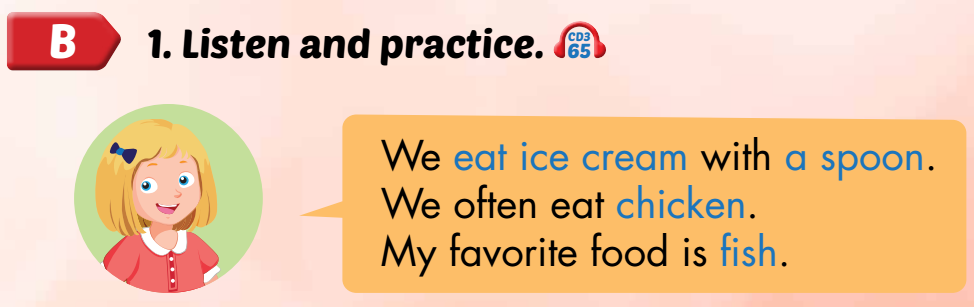 B 1. Listen and practice. CD3 65
We eat ice cream with a spoon.
We often eat chicken.
My favorite food is fish.